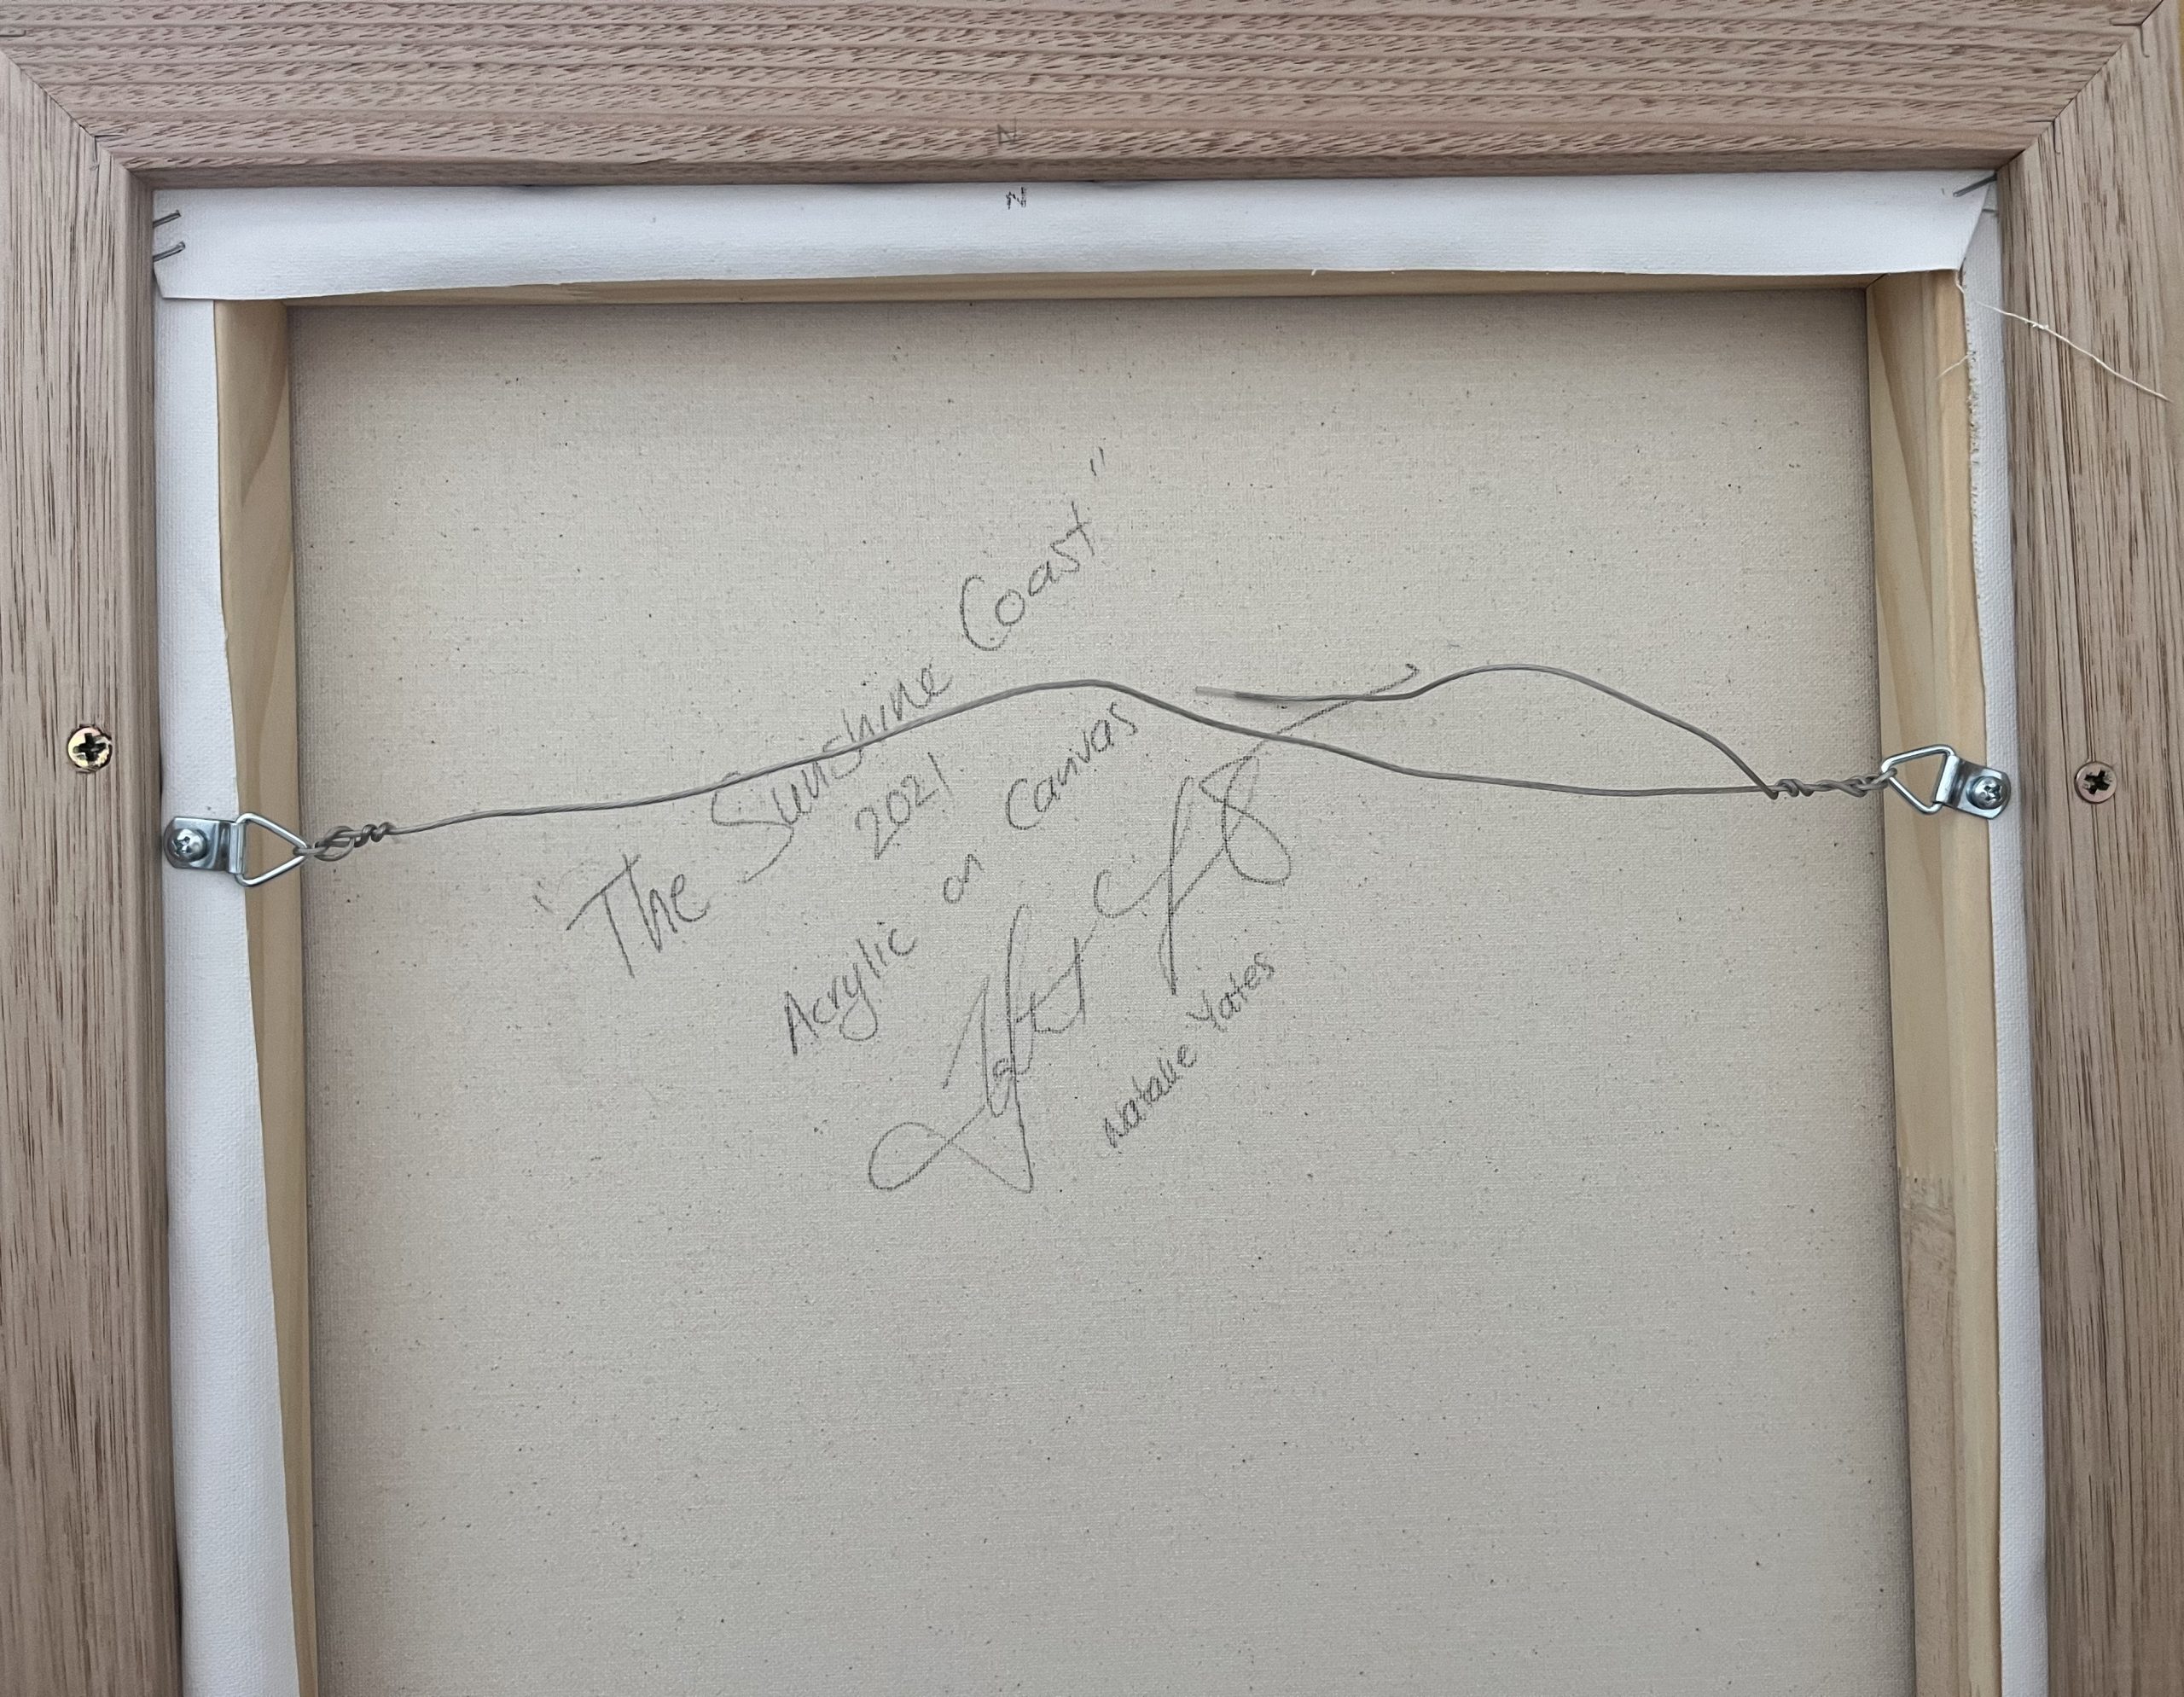 N
N
"The Sunshine Coast"
2021
Acrylic on Canvas
Natalie Yates